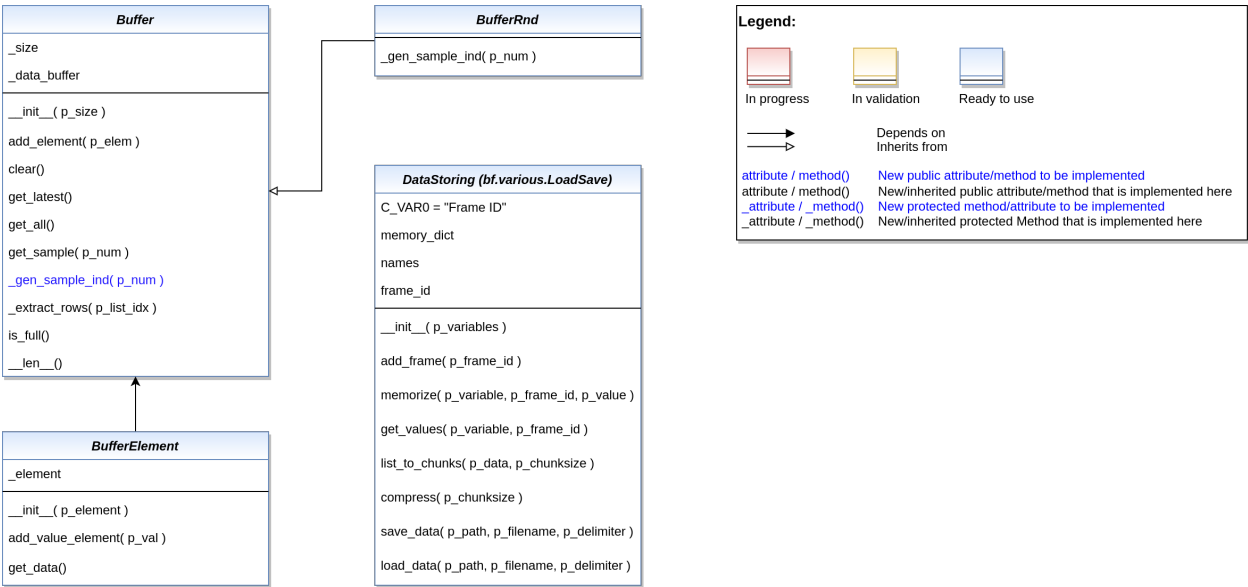 Buffer
_size
_data_buffer
__init__( p_size )
add_element( p_elem )
clear()
get_latest()
get_all()
get_sample( p_num )
_gen_sample_ind( p_num )
_extract_rows( p_list_idx )
is_full()
__len__()
BufferElement
_element
__init__( p_element )
add_value_element( p_val )
get_data()
BufferRnd
_gen_sample_ind( p_num )
DataStoring (bf.various.LoadSave)
C_VAR0 = "Frame ID"
memory_dict
names
frame_id
__init__( p_variables )
add_frame( p_frame_id )
memorize( p_variable, p_frame_id, p_value )
get_values( p_variable, p_frame_id )
list_to_chunks( p_data, p_chunksize )
compress( p_chunksize )
save_data( p_path, p_filename, p_delimiter )
load_data( p_path, p_filename, p_delimiter )
Legend:
In progress
In validation
Ready to use
Depends on
Inherits from
attribute / method() New public attribute/method to be implemented
attribute / method() New/inherited public attribute/method that is implemented here
_attribute / _method() New protected method/attribute to be implemented
_attribute / _method() New/inherited protected Method that is implemented here